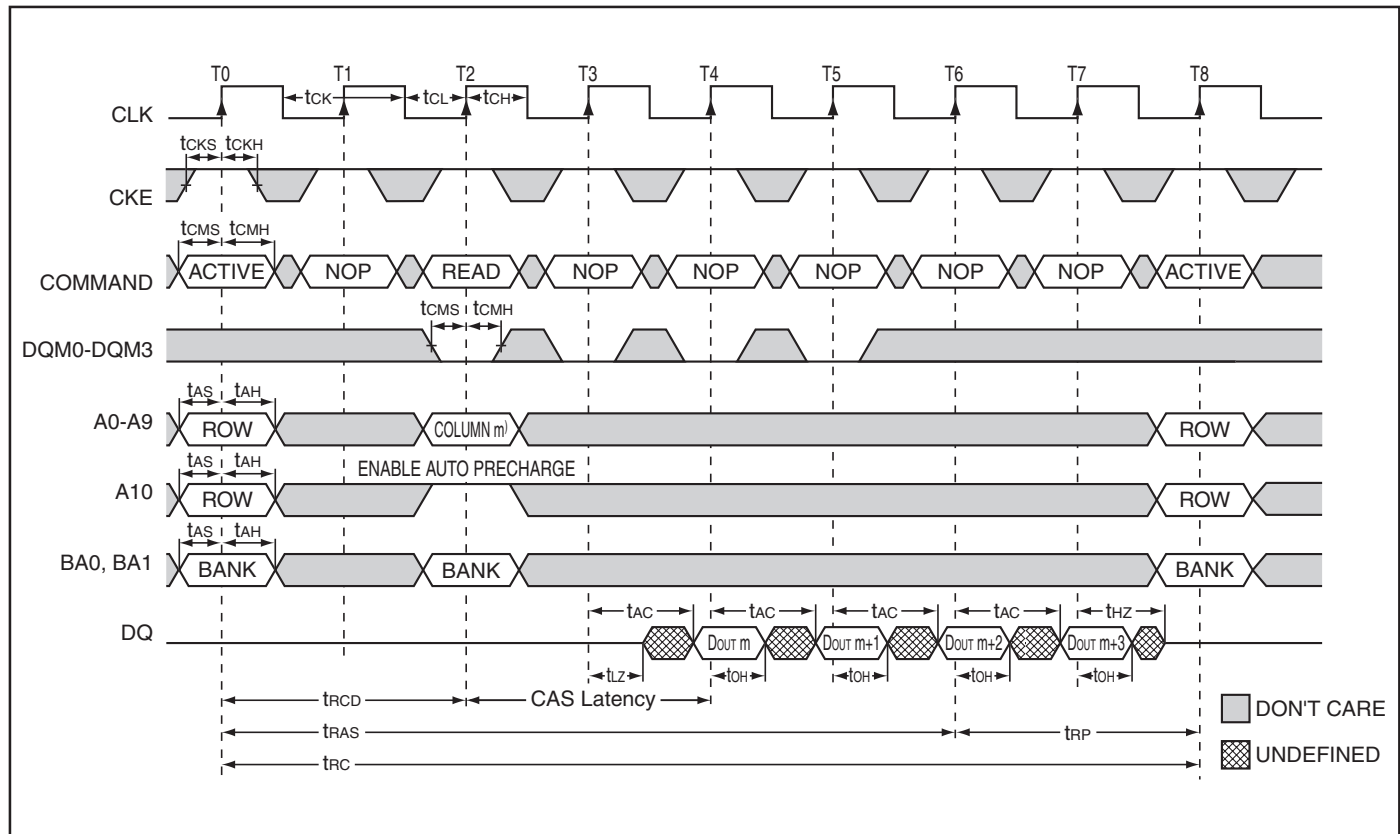 T0 T1 T2 T3 T4 T5 T6 T7 T8
tCK tCL tCH
CLK
tCKS tCKH
CKE
tCMS tCMH
COMMAND ACTIVE NOP READ NOP NOP NOP NOP NOP ACTIVE
tCMS tCMH
DQM0-DQM3
tAS tAH
A0-A9 ROW COLUMN m) ROW
tAS tAH ENABLE AUTO PRECHARGE
A10 ROW ROW
tAS tAH
BA0, BA1 BANK BANK BANK
tAC tAC tAC tAC tHZ
DQ DOUT m DOUT m+1 DOUT m+2 DOUT m+3
tLZ tOH tOH tOH tOH
tRCD CAS Latency
DON'T CARE
tRAS tRP
UNDEFINED
tRC